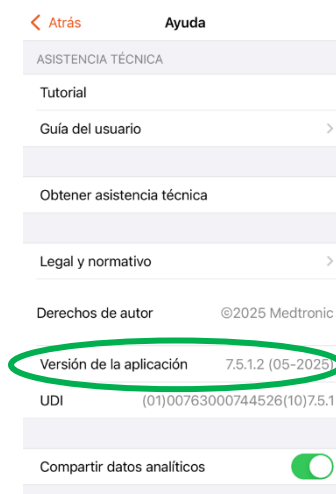 Atrás Ayuda
ASISTENCIA TÉCNICA
Tutorial
Guía del usuario
Obtener asistencia técnica
Legal y normativo
Derechos de autor ©2025 Medtronic
Versión de la aplicación 7.5.1.2 (05-2025)
UDI (01)00763000744526(10)7.5.1
Compartir datos analíticos